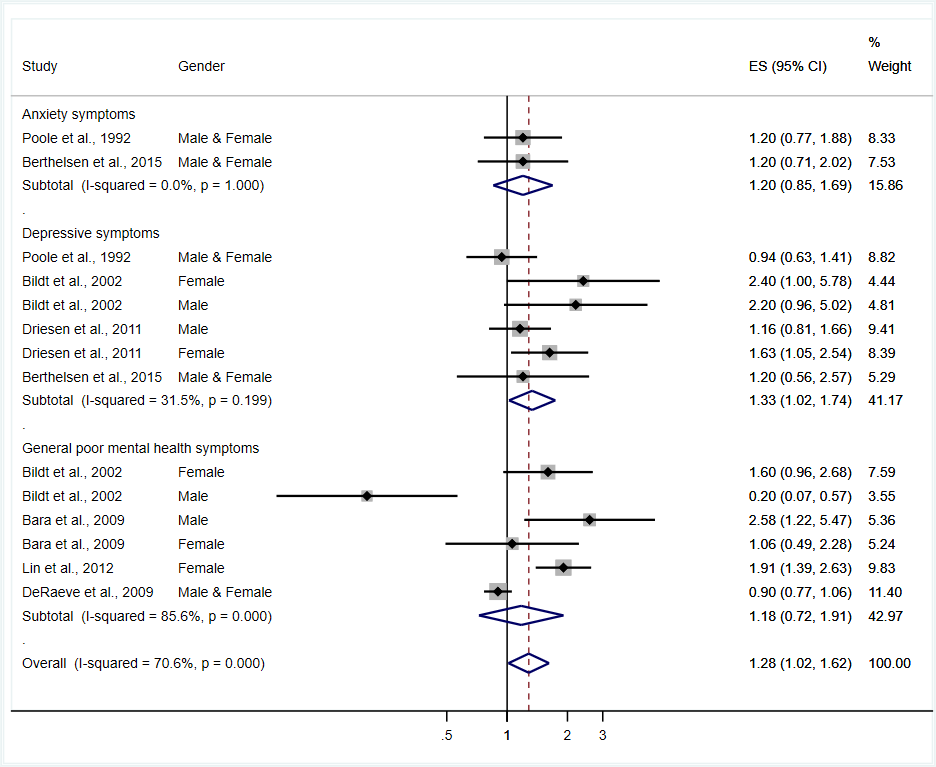 %
Study Gender ES (95% CI) Weight
Anxiety symptoms
Poole et al., 1992 Male & Female 1.20 (0.77, 1.88) 8.33
Berthelsen et al., 2015 Male & Female 1.20 (0.71, 2.02) 7.53
Subtotal (I-squared = 0.0%, p = 1.000) 1.20 (0.85, 1.69) 15.86
.
Depressive symptoms
Poole et al., 1992 Male & Female 0.94 (0.63, 1.41) 8.82
Bildt et al., 2002 Female 2.40 (1.00, 5.78) 4.44
Bildt et al., 2002 Male 2.20 (0.96, 5.02) 4.81
Driesen et al., 2011 Male 1.16 (0.81, 1.66) 9.41
Driesen et al., 2011 Female 1.63 (1.05, 2.54) 8.39
Berthelsen et al., 2015 Male & Female 1.20 (0.56, 2.57) 5.29
Subtotal (I-squared = 31.5%, p = 0.199) 1.33 (1.02, 1.74) 41.17
.
General poor mental health symptoms
Bildt et al., 2002 Female 1.60 (0.96, 2.68) 7.59
Bildt et al., 2002 Male 0.20 (0.07, 0.57) 3.55
Bara et al., 2009 Male 2.58 (1.22, 5.47) 5.36
Bara et al., 2009 Female 1.06 (0.49, 2.28) 5.24
Lin et al., 2012 Female 1.91 (1.39, 2.63) 9.83
DeRaeve et al., 2009 Male & Female 0.90 (0.77, 1.06) 11.40
Subtotal (I-squared = 85.6%, p = 0.000) 1.18 (0.72, 1.91) 42.97
.
Overall (I-squared = 70.6%, p = 0.000) 1.28 (1.02, 1.62) 100.00
.5 1 2 3